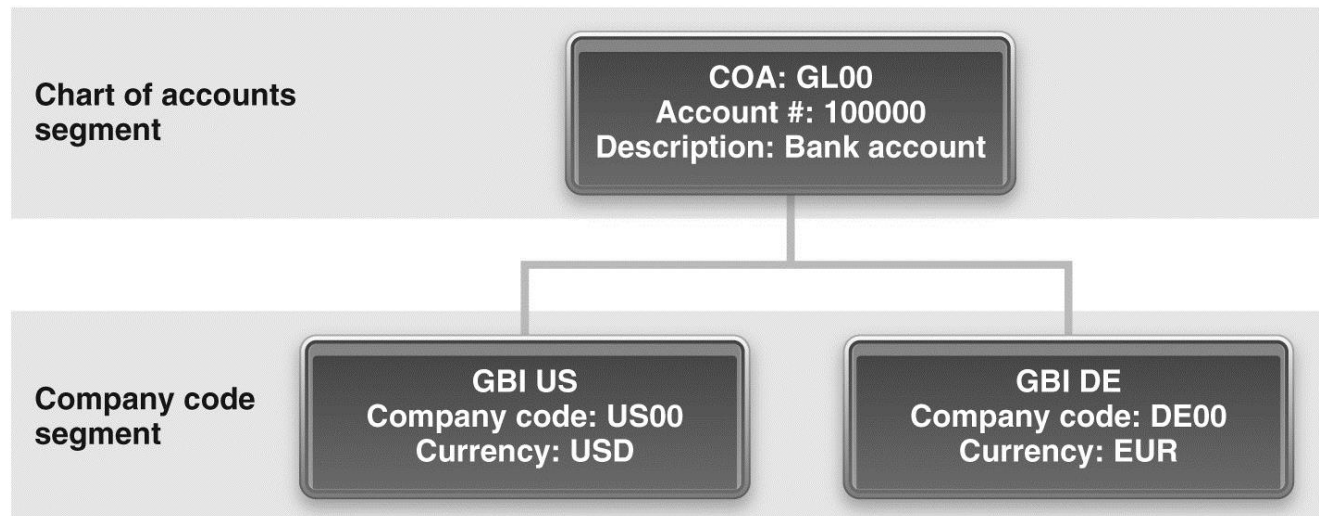 Chart of accounts
segment
COA: GL00
Account #: 100000
Description: Bank account
Company code
segment
GBI US
Company code: US00
Currency: USD
GBI DE
Company code: DE00
Currency: EUR